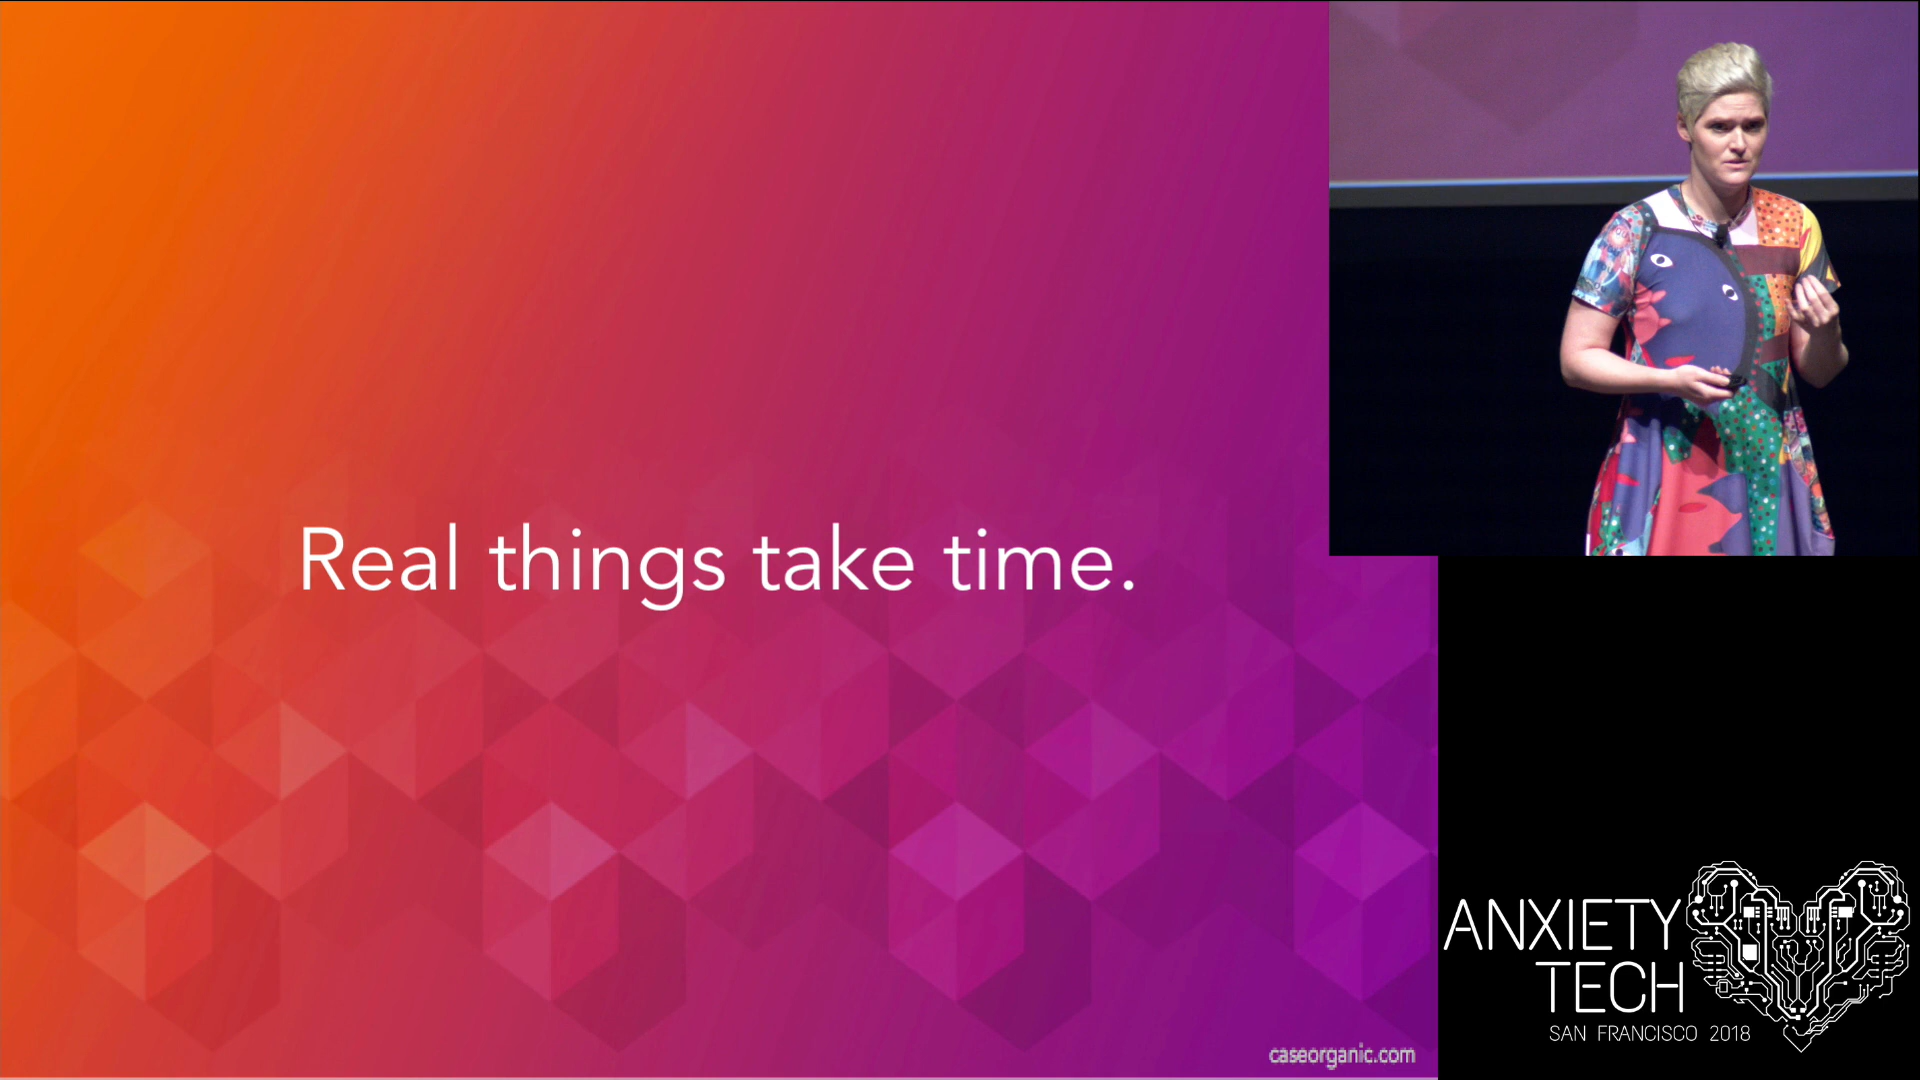 Real things take time.
caseorganic.com
ANXIETY
TECH
SAN FRANCISCO 2018